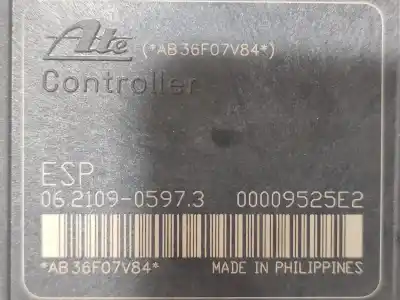 Ate (*AB36F07V84*)
Controller
ESP
06.2109-0597.3 00009525E2
*AB36F07V84* MADE IN PHILIPPINES